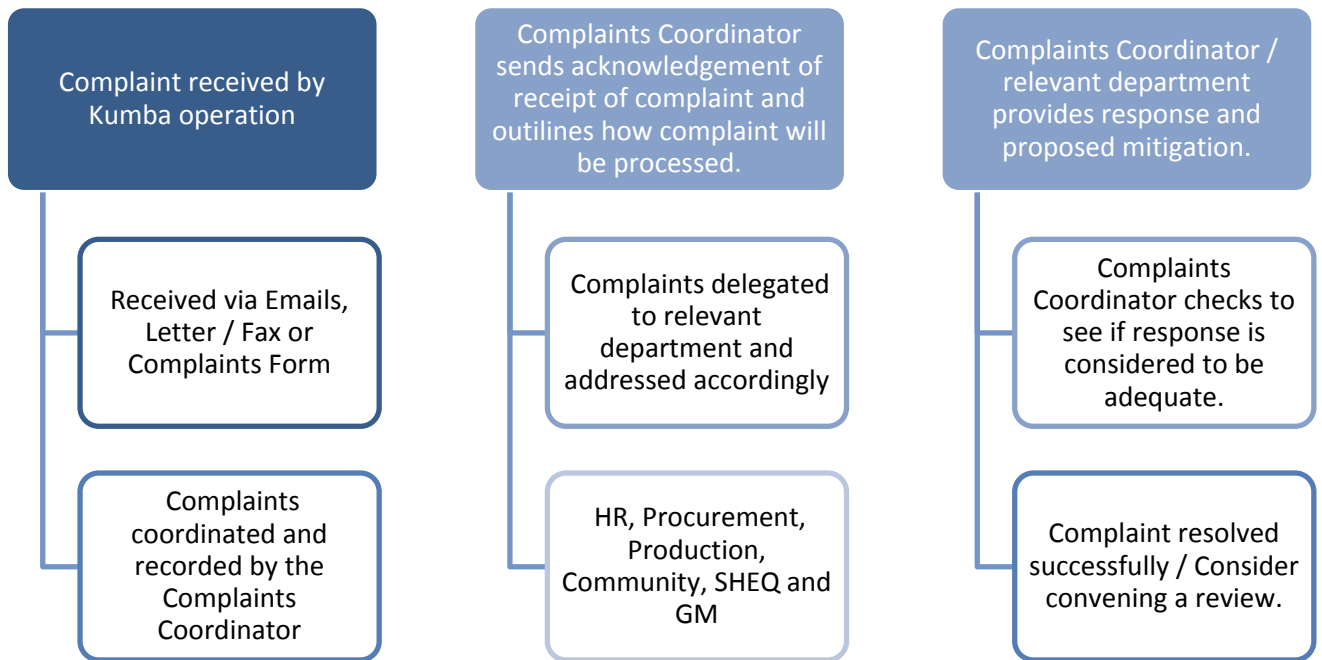 Complaint received by
Kumba operation
Received via Emails,
Letter / Fax or
Complaints Form
Complaints
coordinated and
recorded by the
Complaints
Coordinator
Complaints Coordinator
sends acknowledgement of
receipt of complaint and
outilines how complaint will
be processed.
Complaints delegated
to relevant
department and
addressed accordingly
HR, Procurement,
Production,
Community, SHEQ and
GM
Complaints Coordinator /
relevant department
provides response and
proposed mitigation.
Complaints
Coordinator checks to
see if response is
considered to be
adequate.
Complaint resolved
successfully / Consider
convening a review.